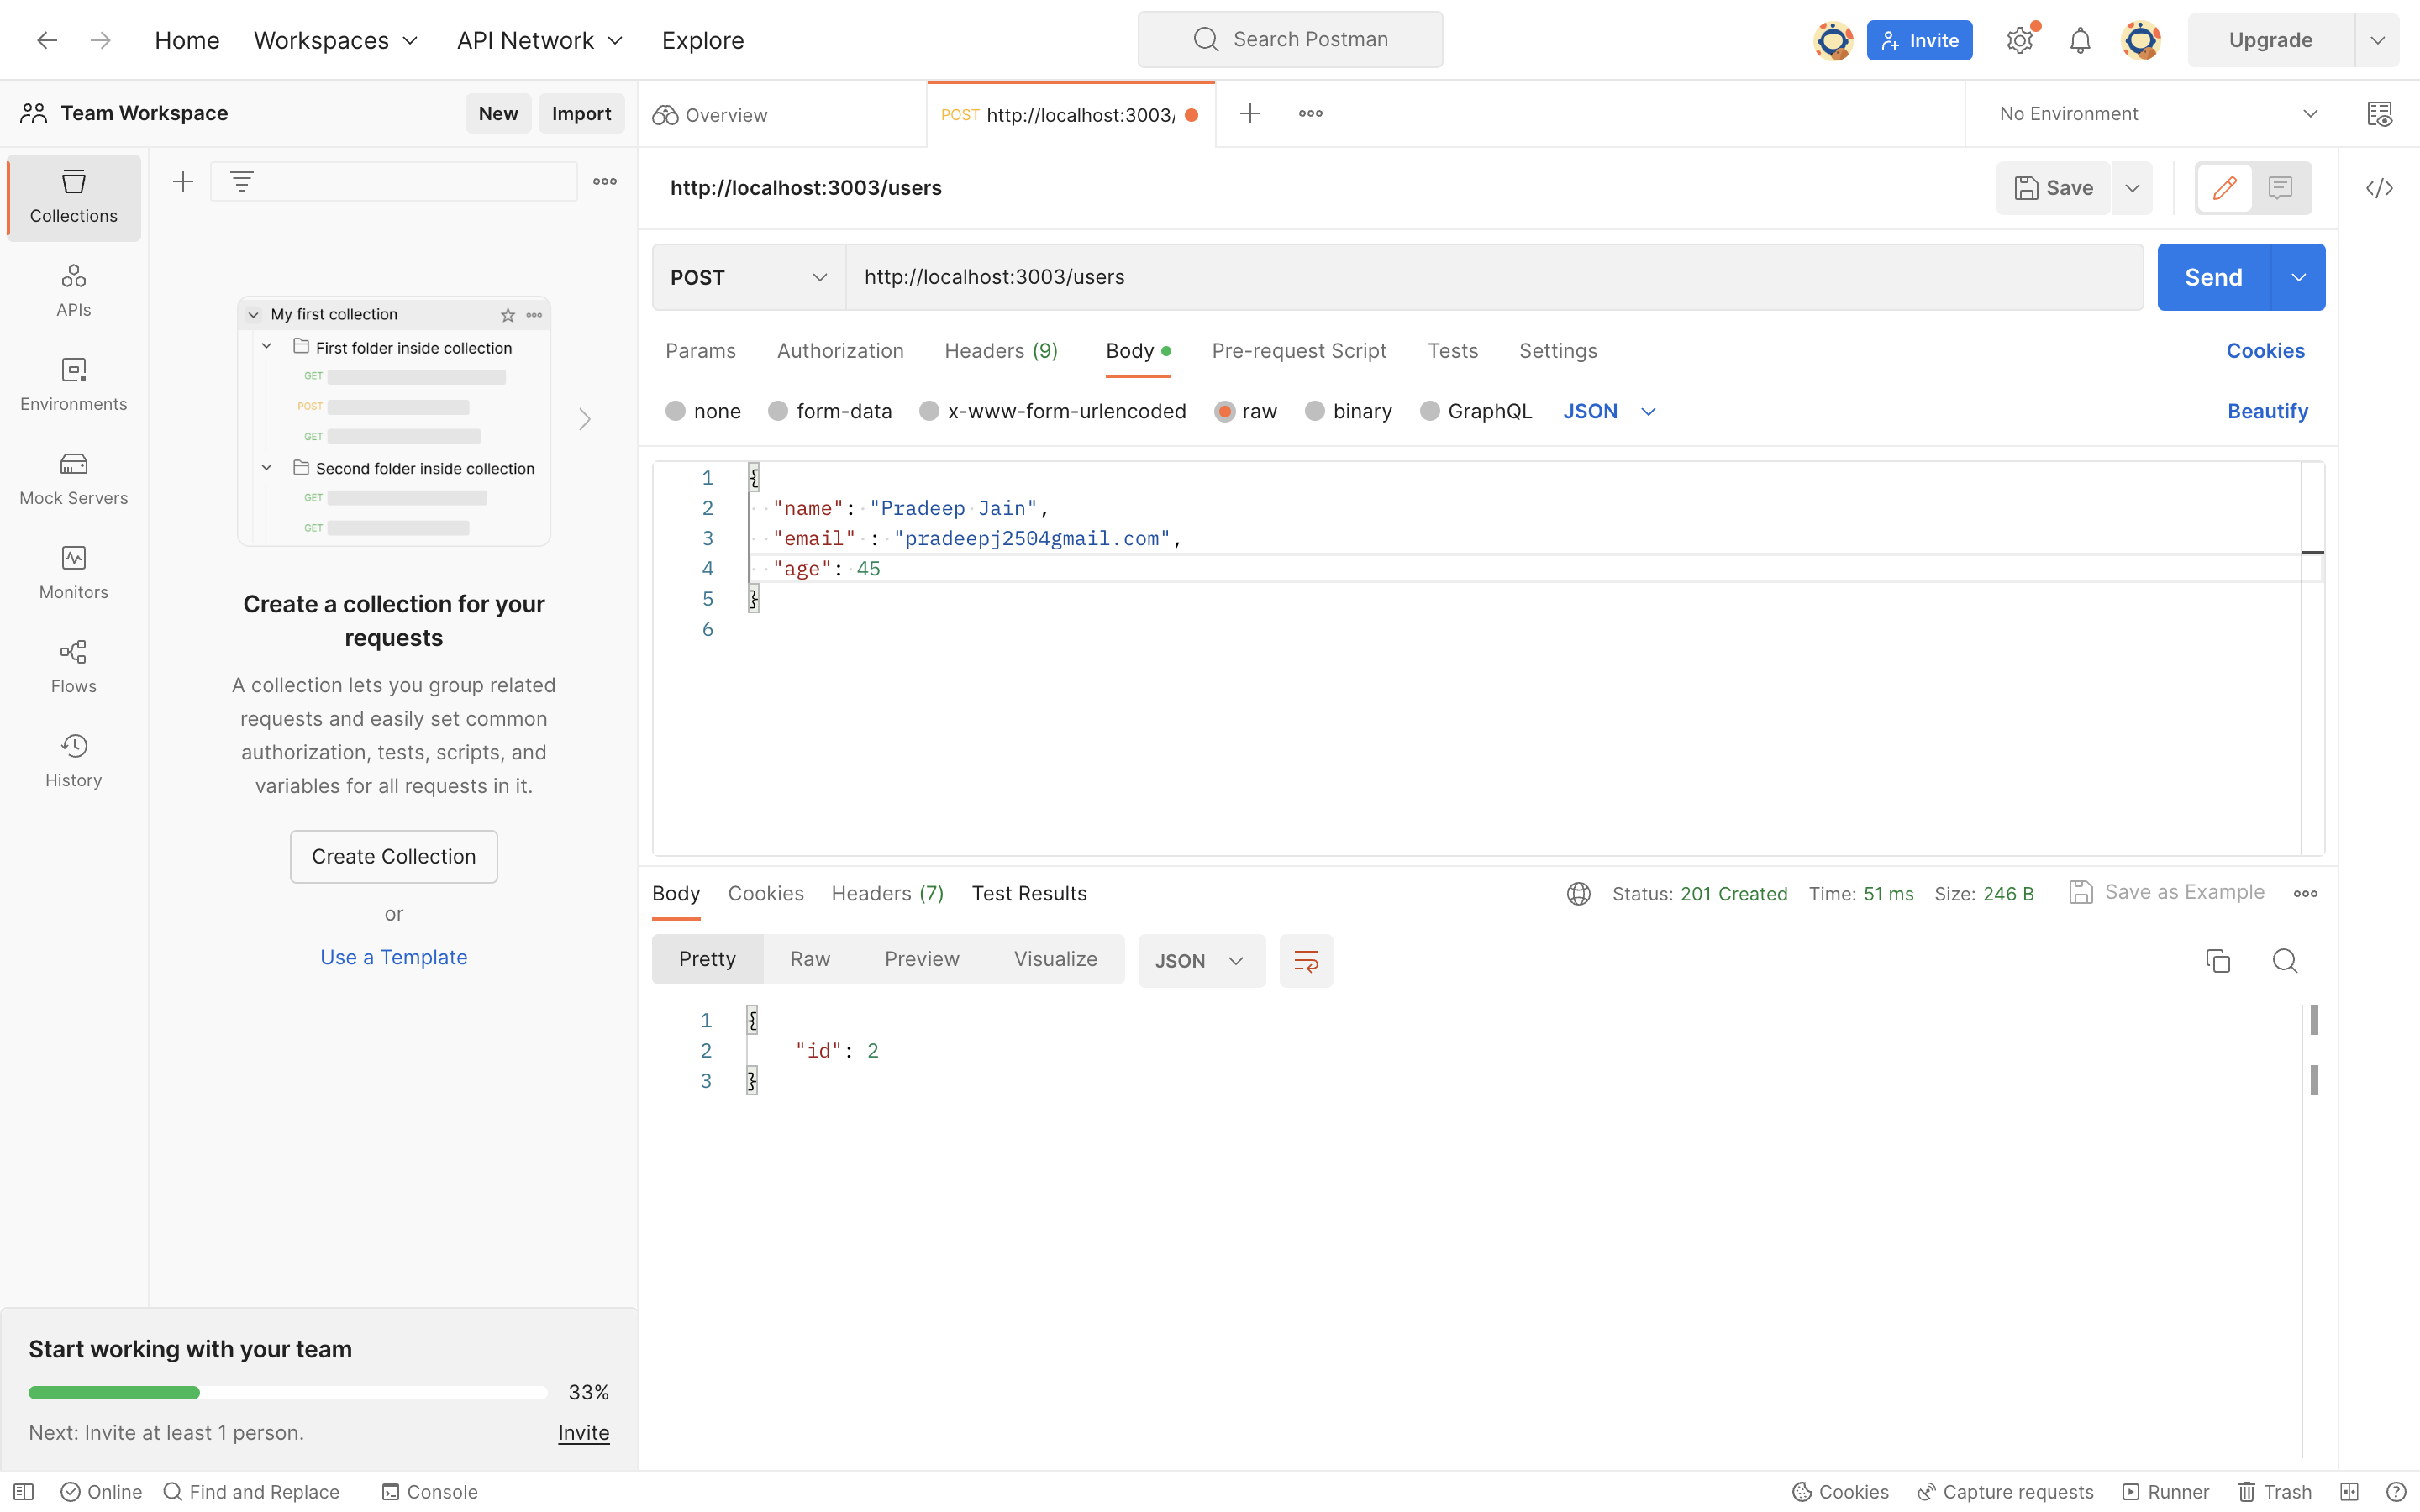 Home Workspaces API Network Explore Search Postman Invite Upgrade
Team Workspace New Import Overview POST http://localhost:3003/ No Environment
http://localhost:3003/users Save
POST http://localhost:3003/users Send
Params Authorization Headers (9) Body Pre-request Script Tests Settings Cookies
none form-data x-www-form-urlencoded raw binary GraphQL JSON Beautify
Collections
APIs
Environments
Mock Servers
Monitors
Flows
History
My first collection
First folder inside collection
GET
POST
GET
Second folder inside collection
GET
GET
Create a collection for your
requests
A collection lets you group related
requests and easily set common
authorization, tests, scripts, and
variables for all requests in it.
Create Collection
or
Use a Template
Start working with your team
33%
Next: Invite at least 1 person. Invite
1 {
2 "name": "Pradeep Jain",
3 "email" : "pradeepj2504gmail.com",
4 "age": 45
5 }
6
Body Cookies Headers (7) Test Results Status: 201 Created Time: 51 ms Size: 246 B Save as Example
Pretty Raw Preview Visualize JSON
1 {
2 "id": 2
3 }
Online Find and Replace Console Cookies Capture requests Runner Trash